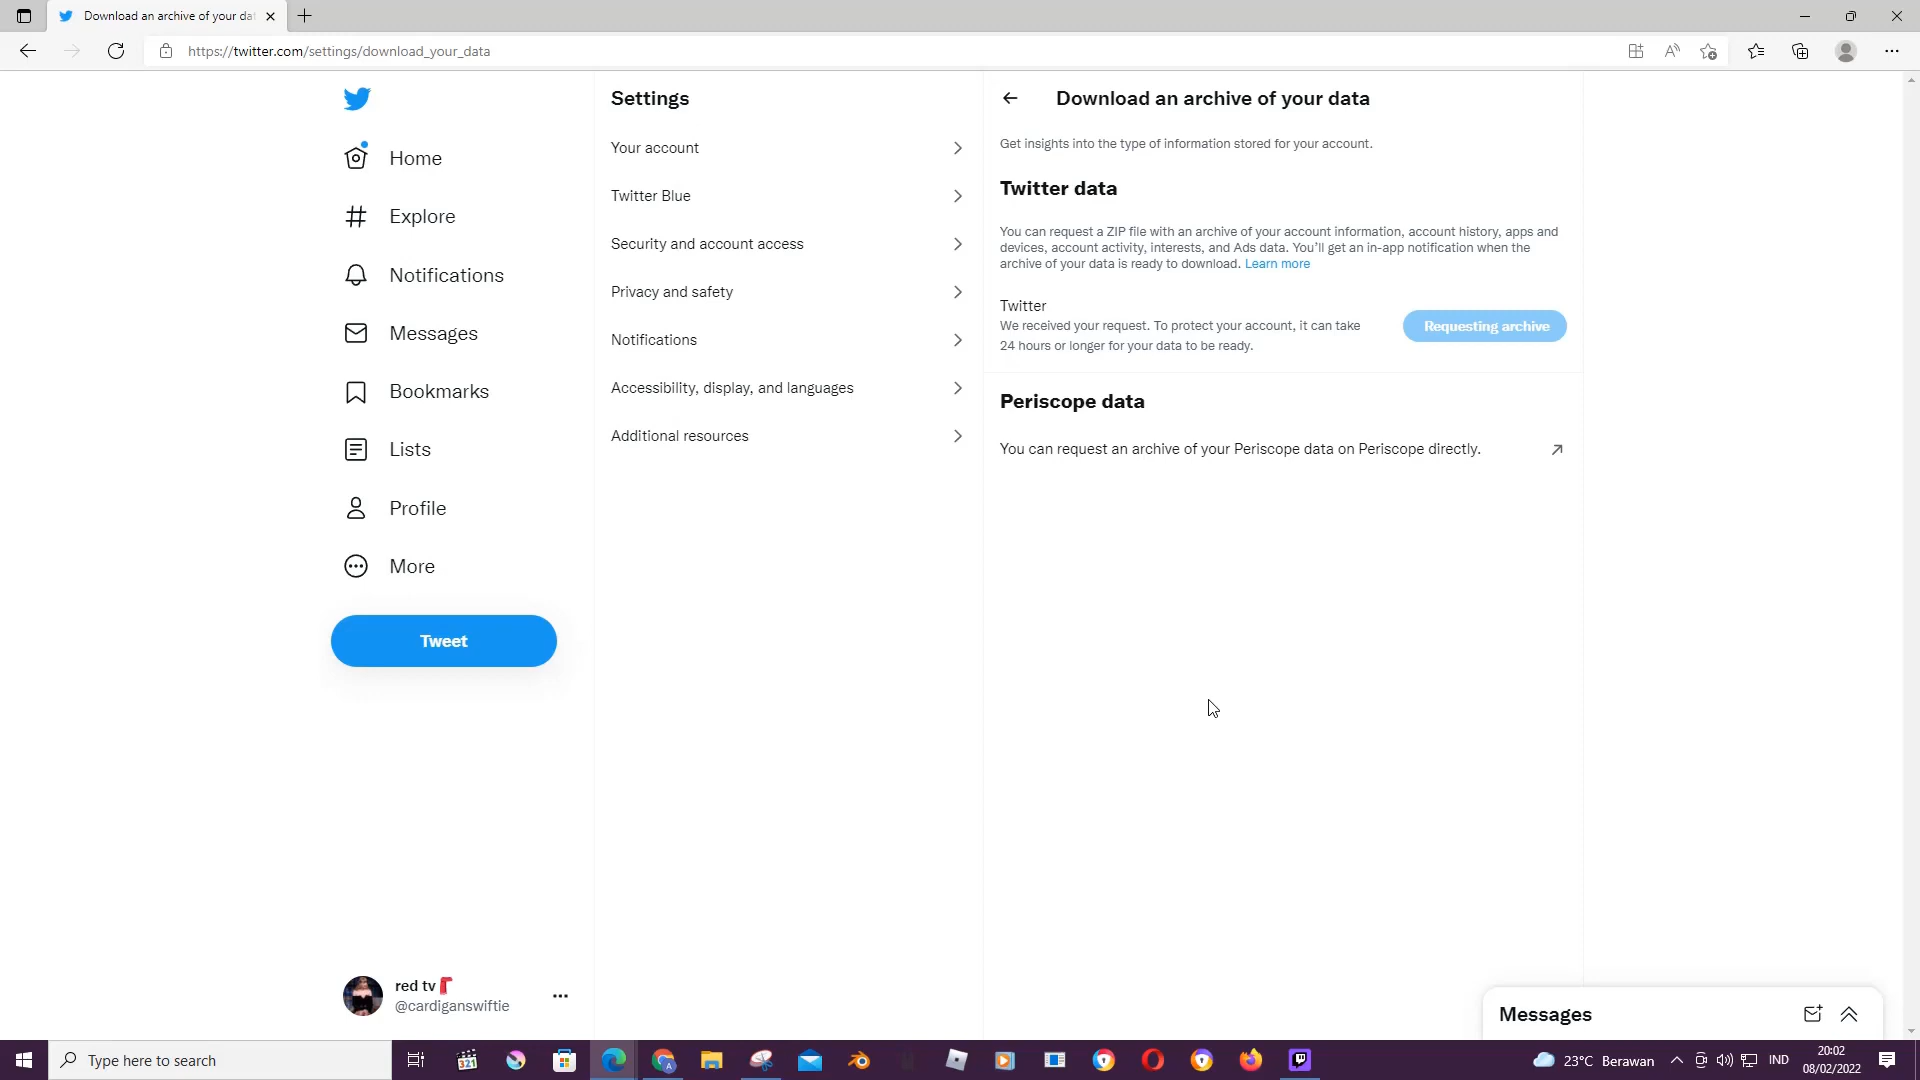 Download an archive of your dat
https://twitter.com/settings/download_your_data
Home
Explore
Notifications
Messages
Bookmarks
Lists
Profile
More
Tweet
red tv
@cardiganswiftie
Settings
Your account
Twitter Blue
Security and account access
Privacy and safety
Notifications
Accessibility, display, and languages
Additional resources
Download an archive of your data
Get insights into the type of information stored for your account.
Twitter data
You can request a ZIP file with an archive of your account information, account history, apps and
devices, account activity, interests, and Ads data. You’ll get an in-app notification when the
archive of your data is ready to download. Learn more
Twitter
We received your request. To protect your account, it can take
24 hours or longer for your data to be ready.
Requesting archive
Periscope data
You can request an archive of your Periscope data on Periscope directly.
Messages
Type here to search
321
A
23°C Berawan
IND
20:02
08/02/2022